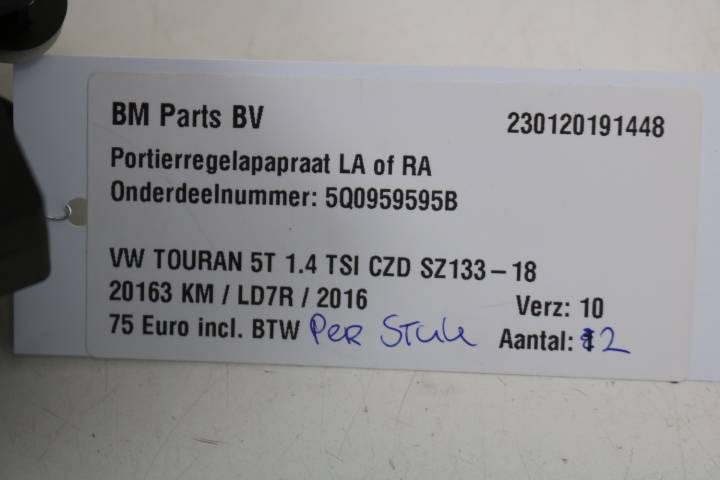 BM Parts BV 230120191448
Portierregelapapraat LA of RA
Onderdeelnummer: 5Q0959595B
VW TOURAN 5T 1.4 TSI CZD SZ133-18
20163 KM / LD7R / 2016 Verz: 10
75 Euro incl. BTW Per Stuk Aantal: 2